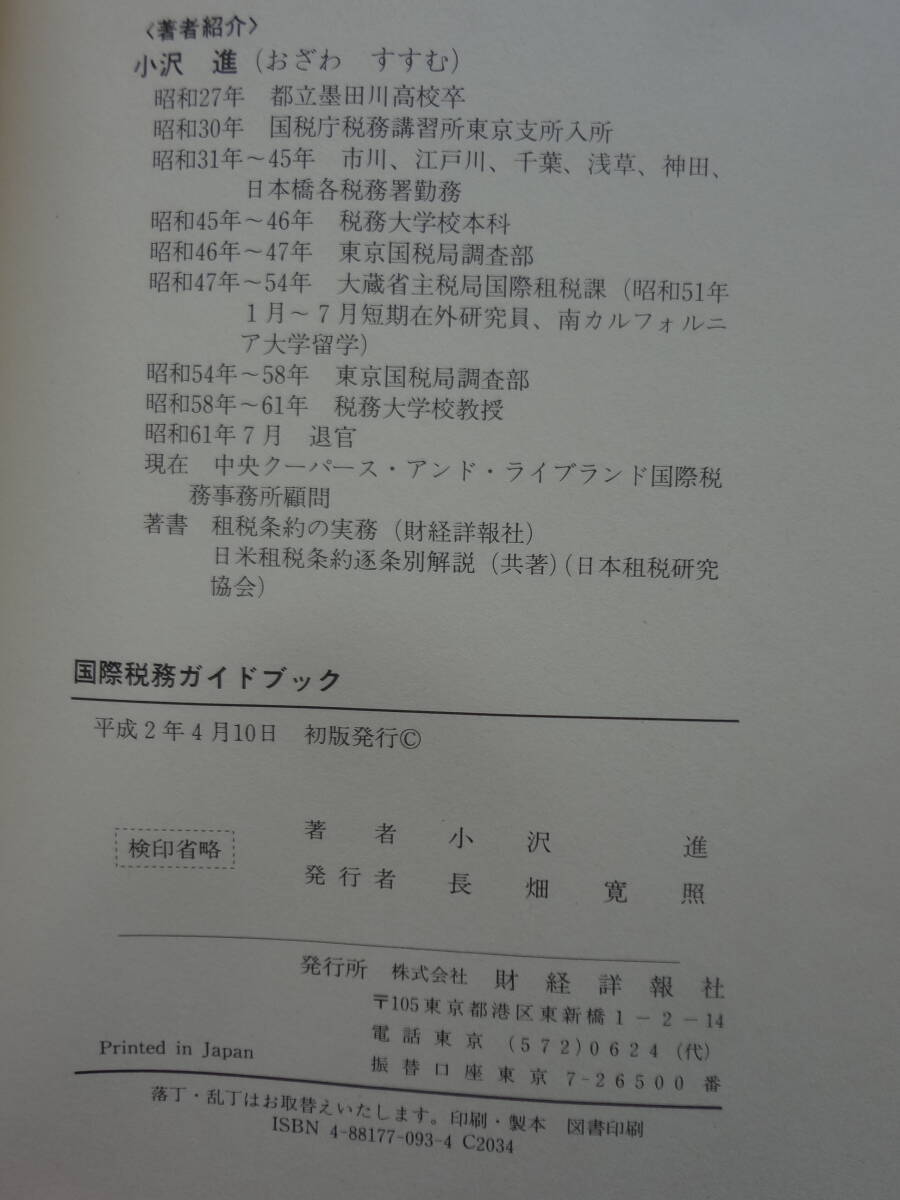 〈著者紹介〉
小沢 進（おざわ すすむ）
昭和27年 都立墨田川高校卒
昭和30年 国税庁税務講習所東京支所入所
昭和31年～45年 市川、江戸川、千葉、浅草、神田、
日本橋各税務署勤務
昭和45年～46年 税務大学校本科
昭和46年～47年 東京国税局調査部
昭和47年～54年 大蔵省主税局国際租税課（昭和51年
1月～7月短期在外研究員、南カルフォルニ
ア大学留学）
昭和54年～58年 東京国税局調査部
昭和58年～61年 税務大学校教授
昭和61年7月 退官
現在 中央クーパース・アンド・ライブランド国際税
務事務所顧問
著書 租税条約の実務（財経詳報社）
日米租税条約逐条別解説（共著）（日本租税研究
協会）
国際税務ガイドブック
平成2年4月10日 初版発行©
検印省略
著者 小沢 進
発行者 長畑寛照
発行所 株式会社 財経詳報社
〒105東京都港区東新橋1-2-14
電話東京（572）0624（代）
振替口座東京7-26500番
Printed in Japan
落丁・乱丁はお取替えいたします。印刷・製本 図書印刷
ISBN 4-88177-093-4 C2034